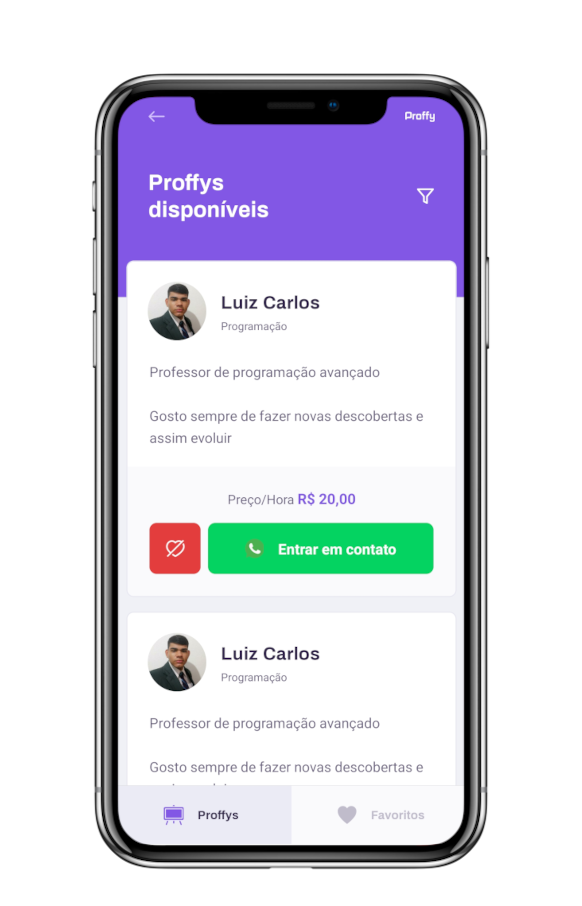 Proffy
Proffys
disponíveis
Luiz Carlos
Programação
Professor de programação avançado
Gosto sempre de fazer novas descobertas e
assim evoluir
Preço/Hora R$ 20,00
Entrar em contato
Luiz Carlos
Programação
Professor de programação avançado
Gosto sempre de fazer novas descobertas e
Proffys
Favoritos